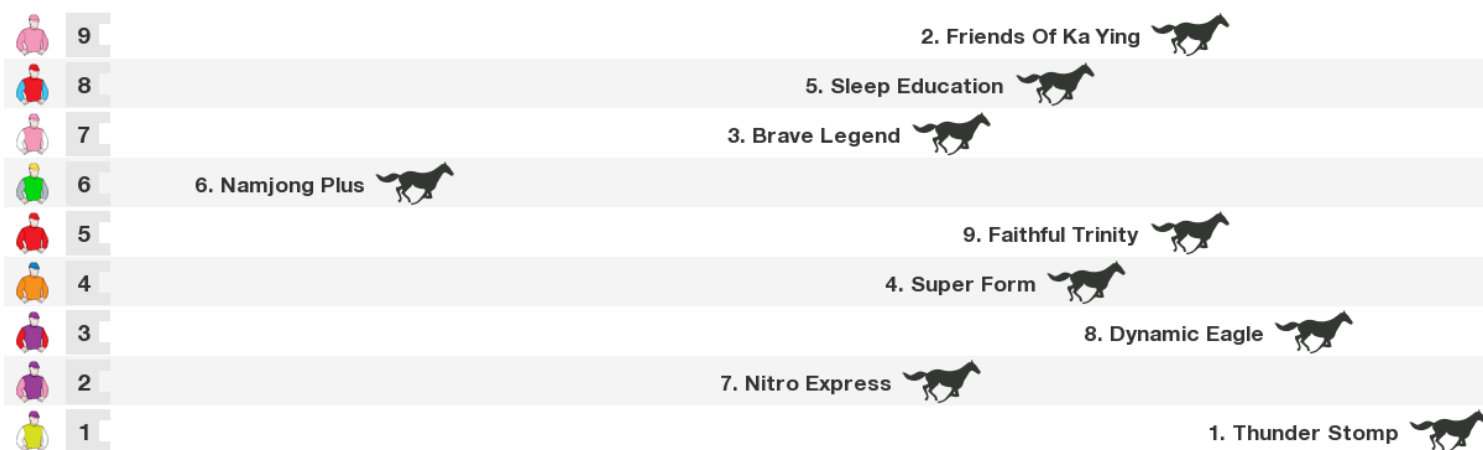 9 2. Friends Of Ka Ying
8 5. Sleep Education
7 3. Brave Legend
6 6. Namjong Plus
5 9. Faithful Trinity
4 4. Super Form
3 8. Dynamic Eagle
2 7. Nitro Express
1 1. Thunder Stomp